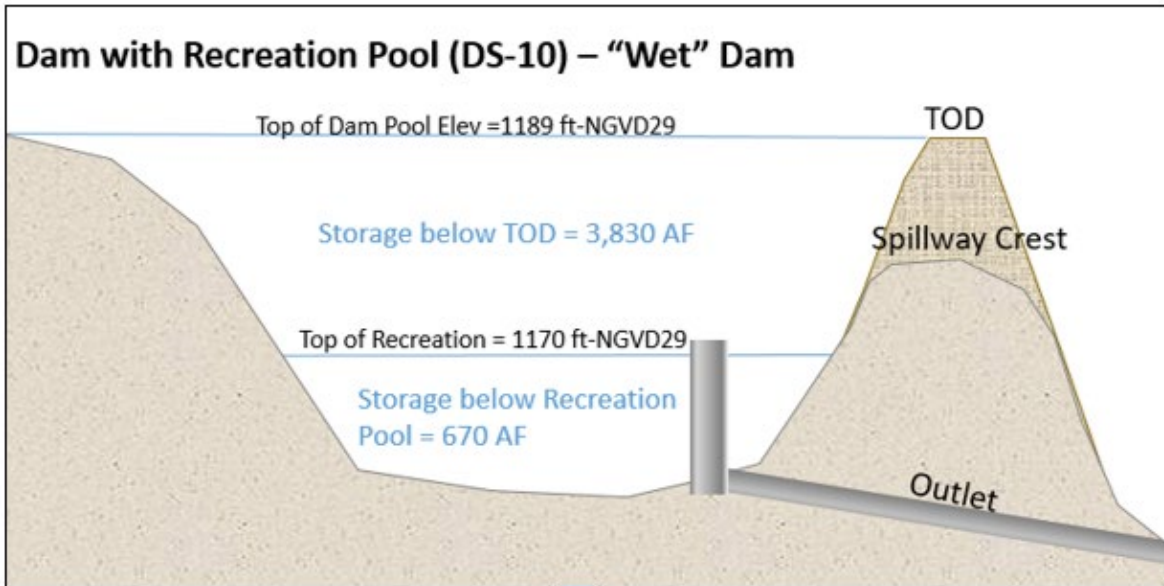 Dam with Recreation Pool (DS-10) – “Wet” Dam
Top of Dam Pool Elev =1189 ft-NGVD29
TOD
Storage below TOD = 3,830 AF
Spillway Crest
Top of Recreation = 1170 ft-NGVD29
Storage below Recreation
Pool = 670 AF
Outlet